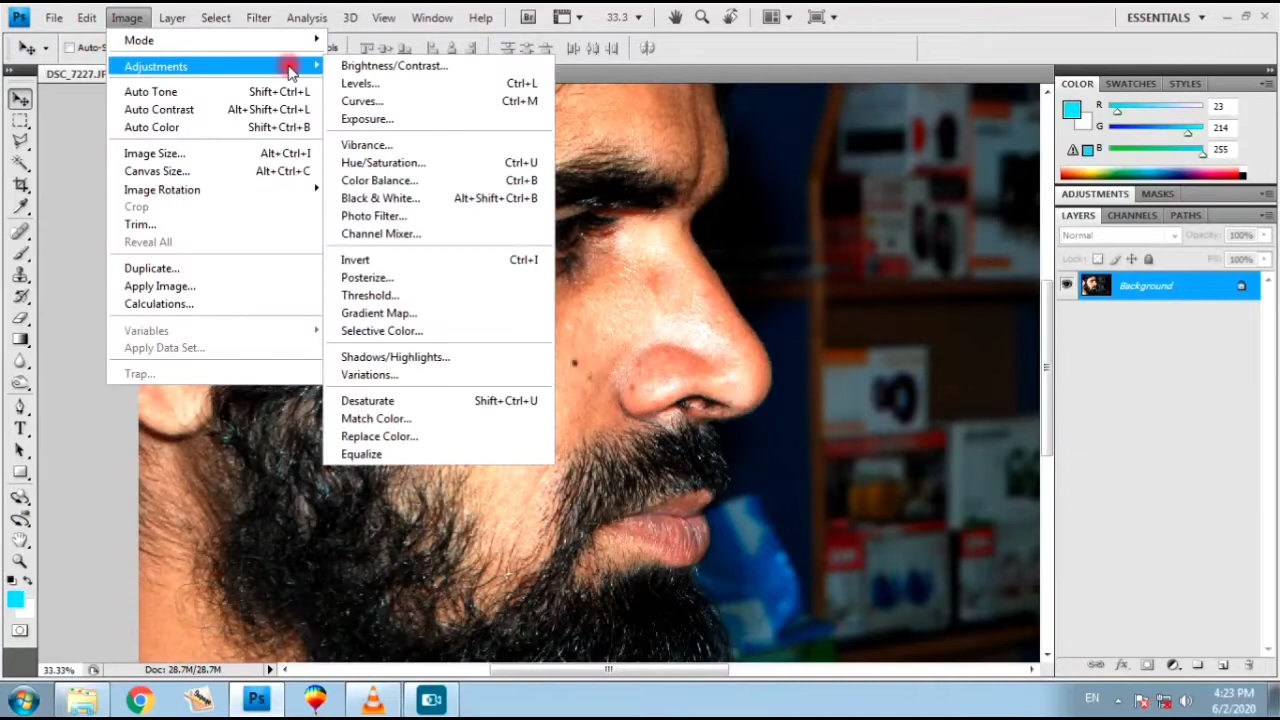 Ps File Edit Image Layer Select Filter Analysis 3D View Window Help Br 33.3 ESSENTIALS
Auto-S
DSC_7227.JF
Mode
Adjustments
Auto Tone Shift+Ctrl+L
Auto Contrast Alt+Shift+Ctrl+L
Auto Color Shift+Ctrl+B
Image Size... Alt+Ctrl+I
Canvas Size... Alt+Ctrl+C
Image Rotation
Crop
Trim...
Reveal All
Duplicate...
Apply Image...
Calculations...
Variables
Apply Data Set...
Trap...
Brightness/Contrast...
Levels... Ctrl+L
Curves... Ctrl+M
Exposure...
Vibrance...
Hue/Saturation... Ctrl+U
Color Balance... Ctrl+B
Black & White... Alt+Shift+Ctrl+B
Photo Filter...
Channel Mixer...
Invert Ctrl+I
Posterize...
Threshold...
Gradient Map...
Selective Color...
Shadows/Highlights...
Variations...
Desaturate Shift+Ctrl+U
Match Color...
Replace Color...
Equalize
COLOR SWATCHES STYLES
R 23
G 214
B 255
ADJUSTMENTS MASKS
LAYERS CHANNELS PATHS
Normal Opacity: 100%
Lock: Fill: 100%
Background
33.33% Doc: 28.7M/28.7M
Ps EN 4:23 PM
6/2/2020